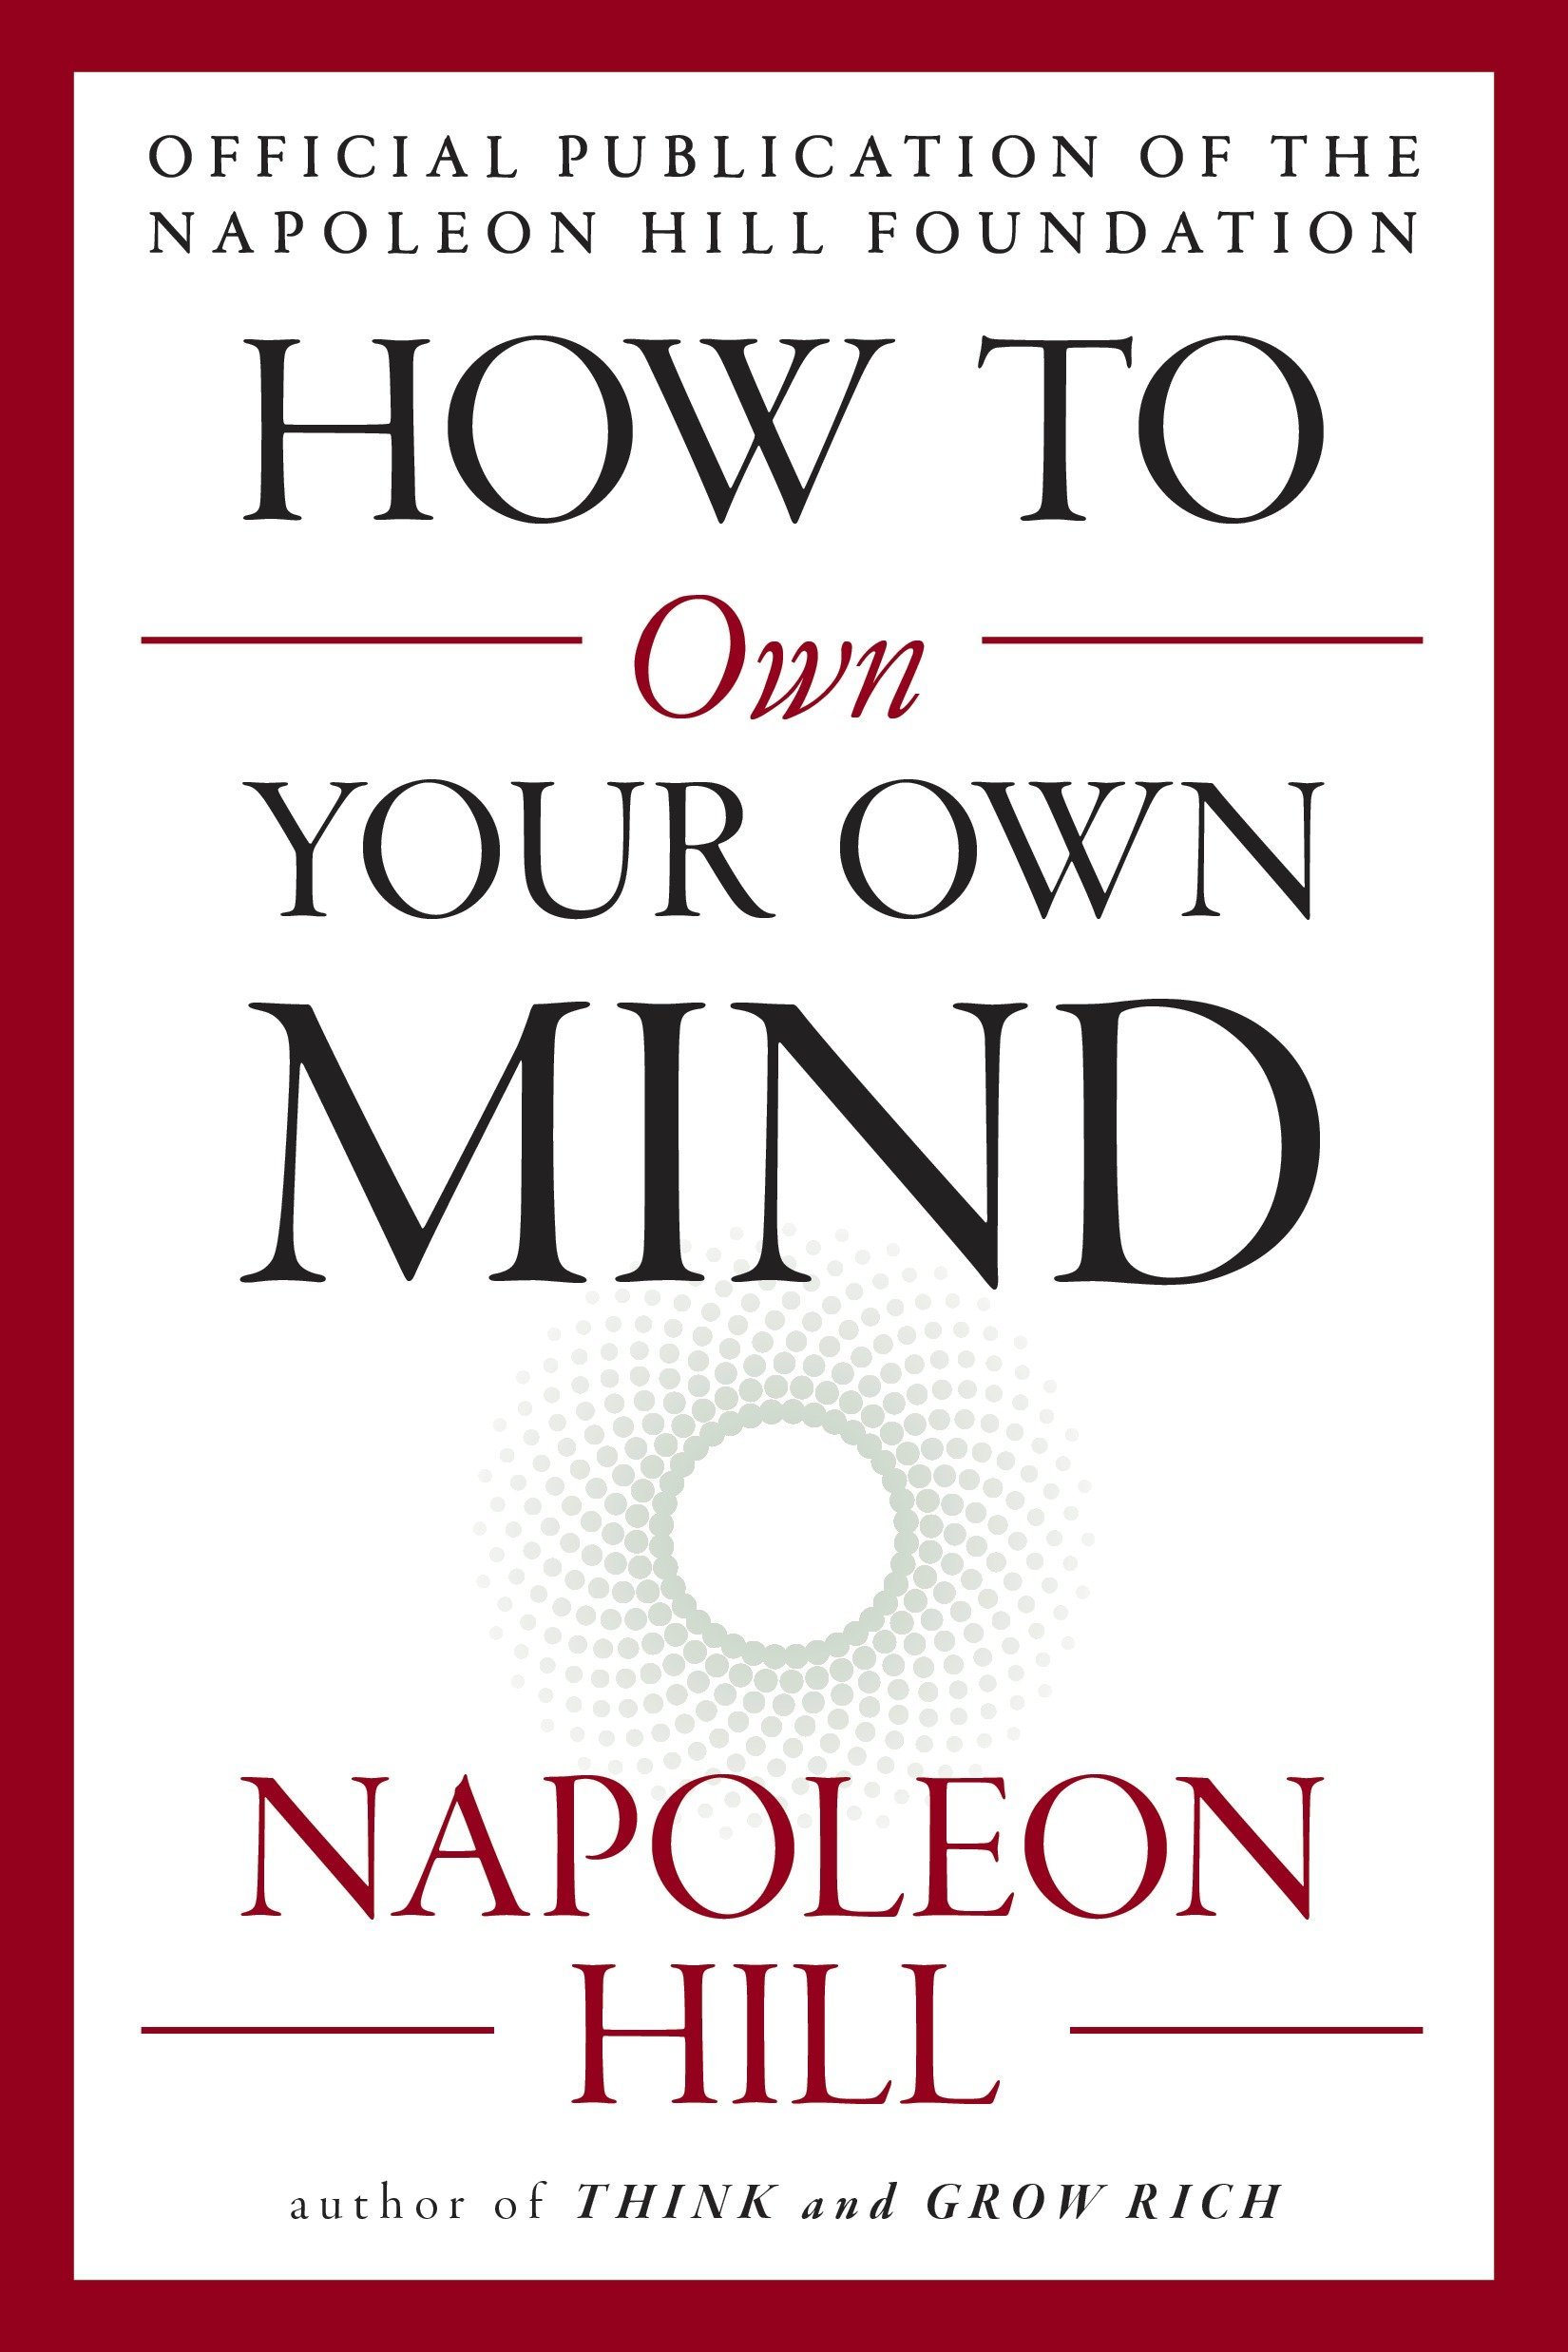 OFFICIAL PUBLICATION OF THE
NAPOLEON HILL FOUNDATION
HOW TO
Own
YOUR OWN
MIND
NAPOLEON
HILL
author of THINK and GROW RICH